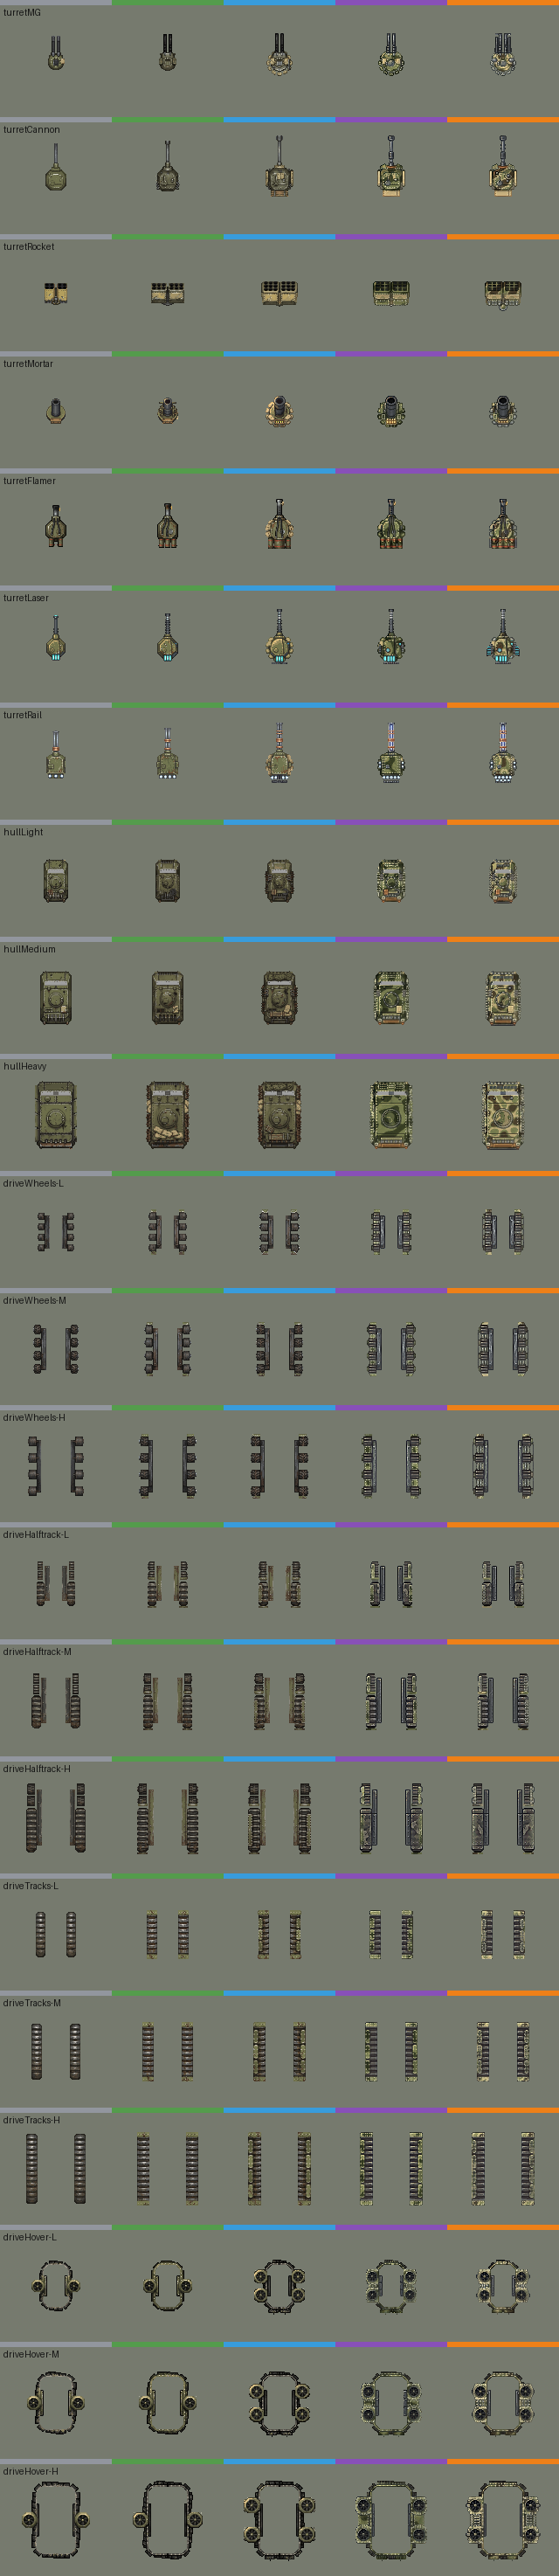 turretMG
turretCannon
turretRocket
turretMortar
turretFlamer
turretLaser
turretRail
hullLight
hullMedium
hullHeavy
driveWheels-L
driveWheels-M
driveWheels-H
driveHalftrack-L
driveHalftrack-M
driveHalftrack-H
driveTracks-L
driveTracks-M
driveTracks-H
driveHover-L
driveHover-M
driveHover-H